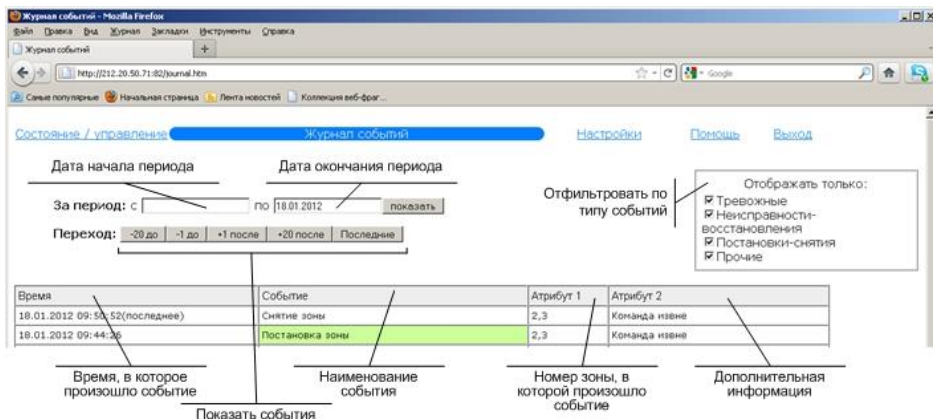 Журнал событий - Mozilla Firefox
Файл Правка Вид Журнал Закладки Инструменты Справка
Журнал событий +
http://212.20.50.71:82/journal.htm
Google
Самые популярные Начальная страница Лента новостей Коллекция веб-фраг...
Состояние / управление Журнал событий Настройки Помощь Выход
Дата начала периода Дата окончания периода
За период: с по 18.01.2012 показать
Переход: -20 до -1 до +1 после +20 после Последние
Отфильтровать по
типу событий
Отображать только:
Тревожные
Неисправности-
восстановления
Постановки-снятия
Прочие
Время Событие Атрибут 1 Атрибут 2
18.01.2012 09:50:52(последнее) Снятие зоны 2,3 Команда извне
18.01.2012 09:44:26 Постановка зоны 2,3 Команда извне
Время, в которое
произошло событие
Наименование
события
Номер зоны, в
которой произошло
событие
Дополнительная
информация
Показать события